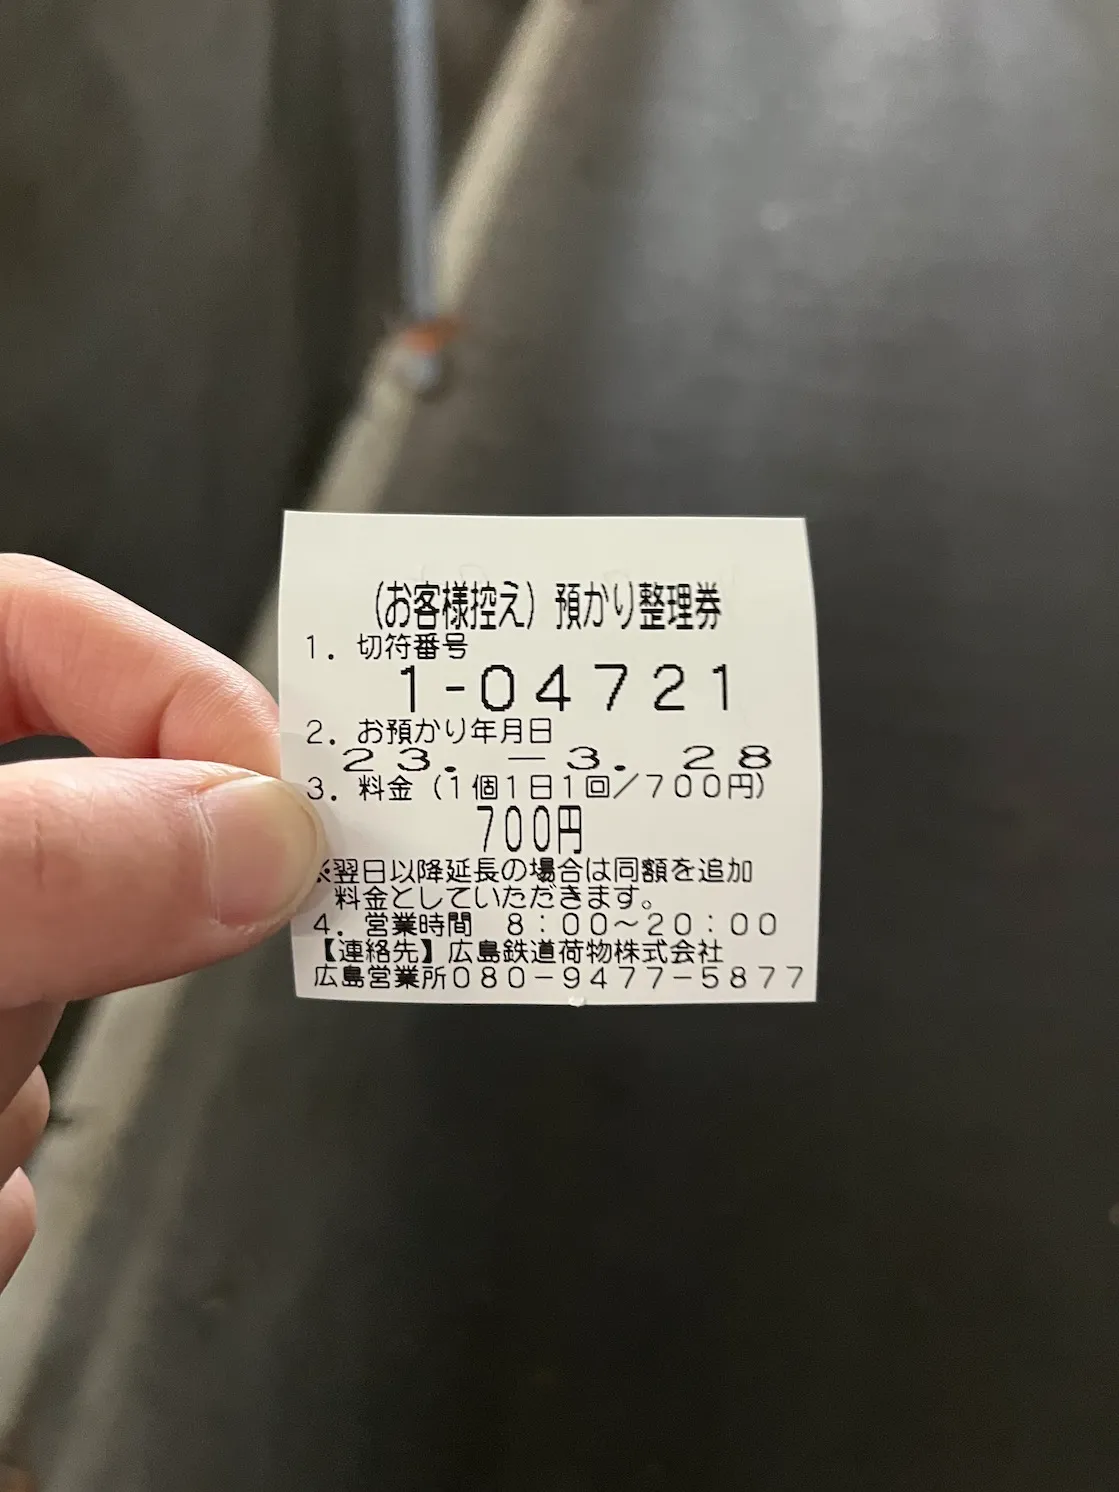 (お客様控え) 預かり整理券
1. 切符番号
1-04721
2. お預かり年月日
23. -3. 28
3. 料金（1個1日1回／700円）
700円
※翌日以降延長の場合は同額を追加
料金としていただきます。
4. 営業時間 8：00～20：00
【連絡先】広島鉄道荷物株式会社
広島営業所080-9477-5877